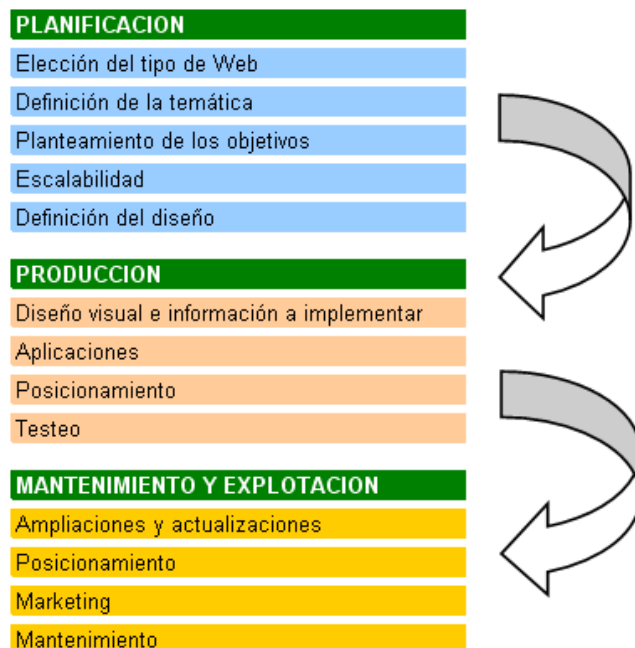 PLANIFICACION
Elección del tipo de Web
Definición de la temática
Planteamiento de los objetivos
Escalabilidad
Definición del diseño
PRODUCCION
Diseño visual e información a implementar
Aplicaciones
Posicionamiento
Testeo
MANTENIMIENTO Y EXPLOTACION
Ampliaciones y actualizaciones
Posicionamiento
Marketing
Mantenimiento